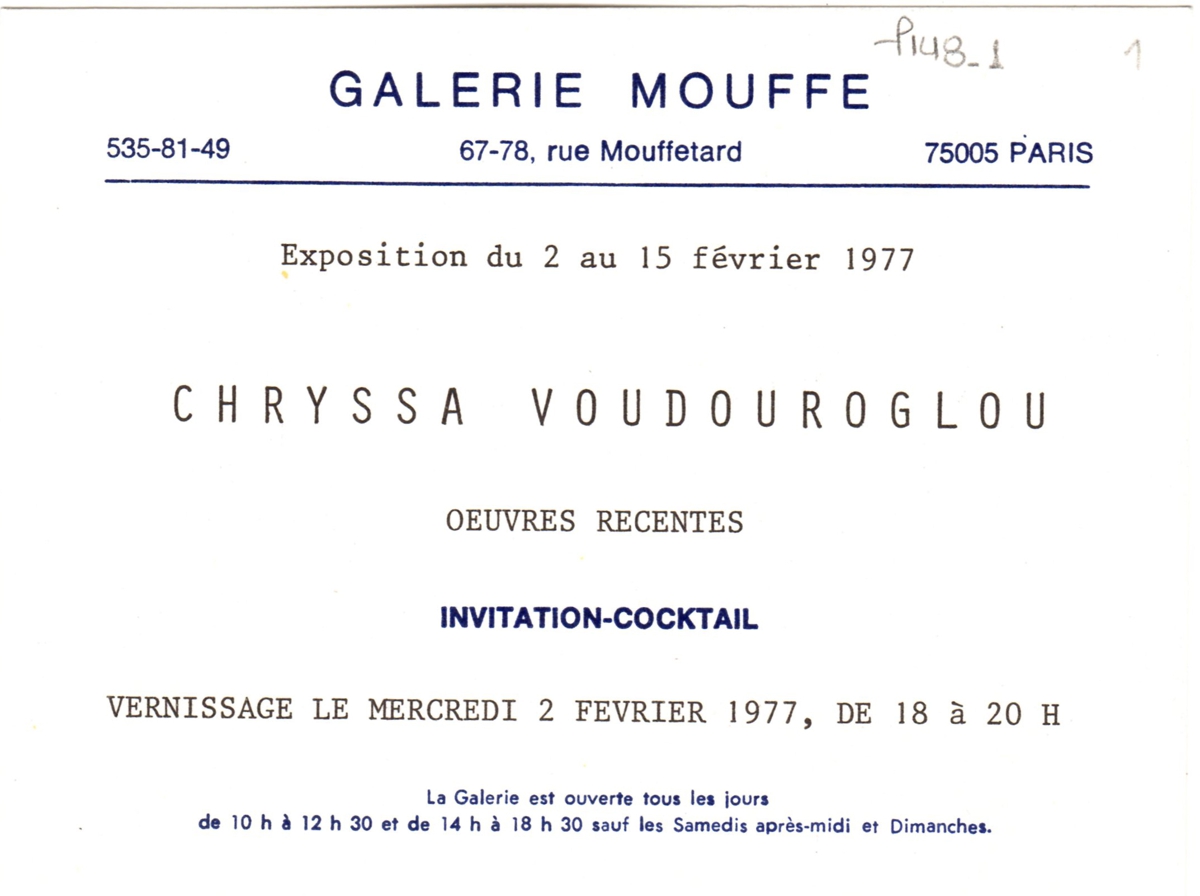 P148_1 1
GALERIE MOUFFE
535-81-49 67-78, rue Mouffetard 75005 PARIS
Exposition du 2 au 15 février 1977
CHRYSSA VOUDOUROGLOU
OEUVRES RECENTES
INVITATION-COCKTAIL
VERNISSAGE LE MERCREDI 2 FEVRIER 1977, DE 18 à 20 H
La Galerie est ouverte tous les jours
de 10 h à 12 h 30 et de 14 h à 18 h 30 sauf les Samedis après-midi et Dimanches.